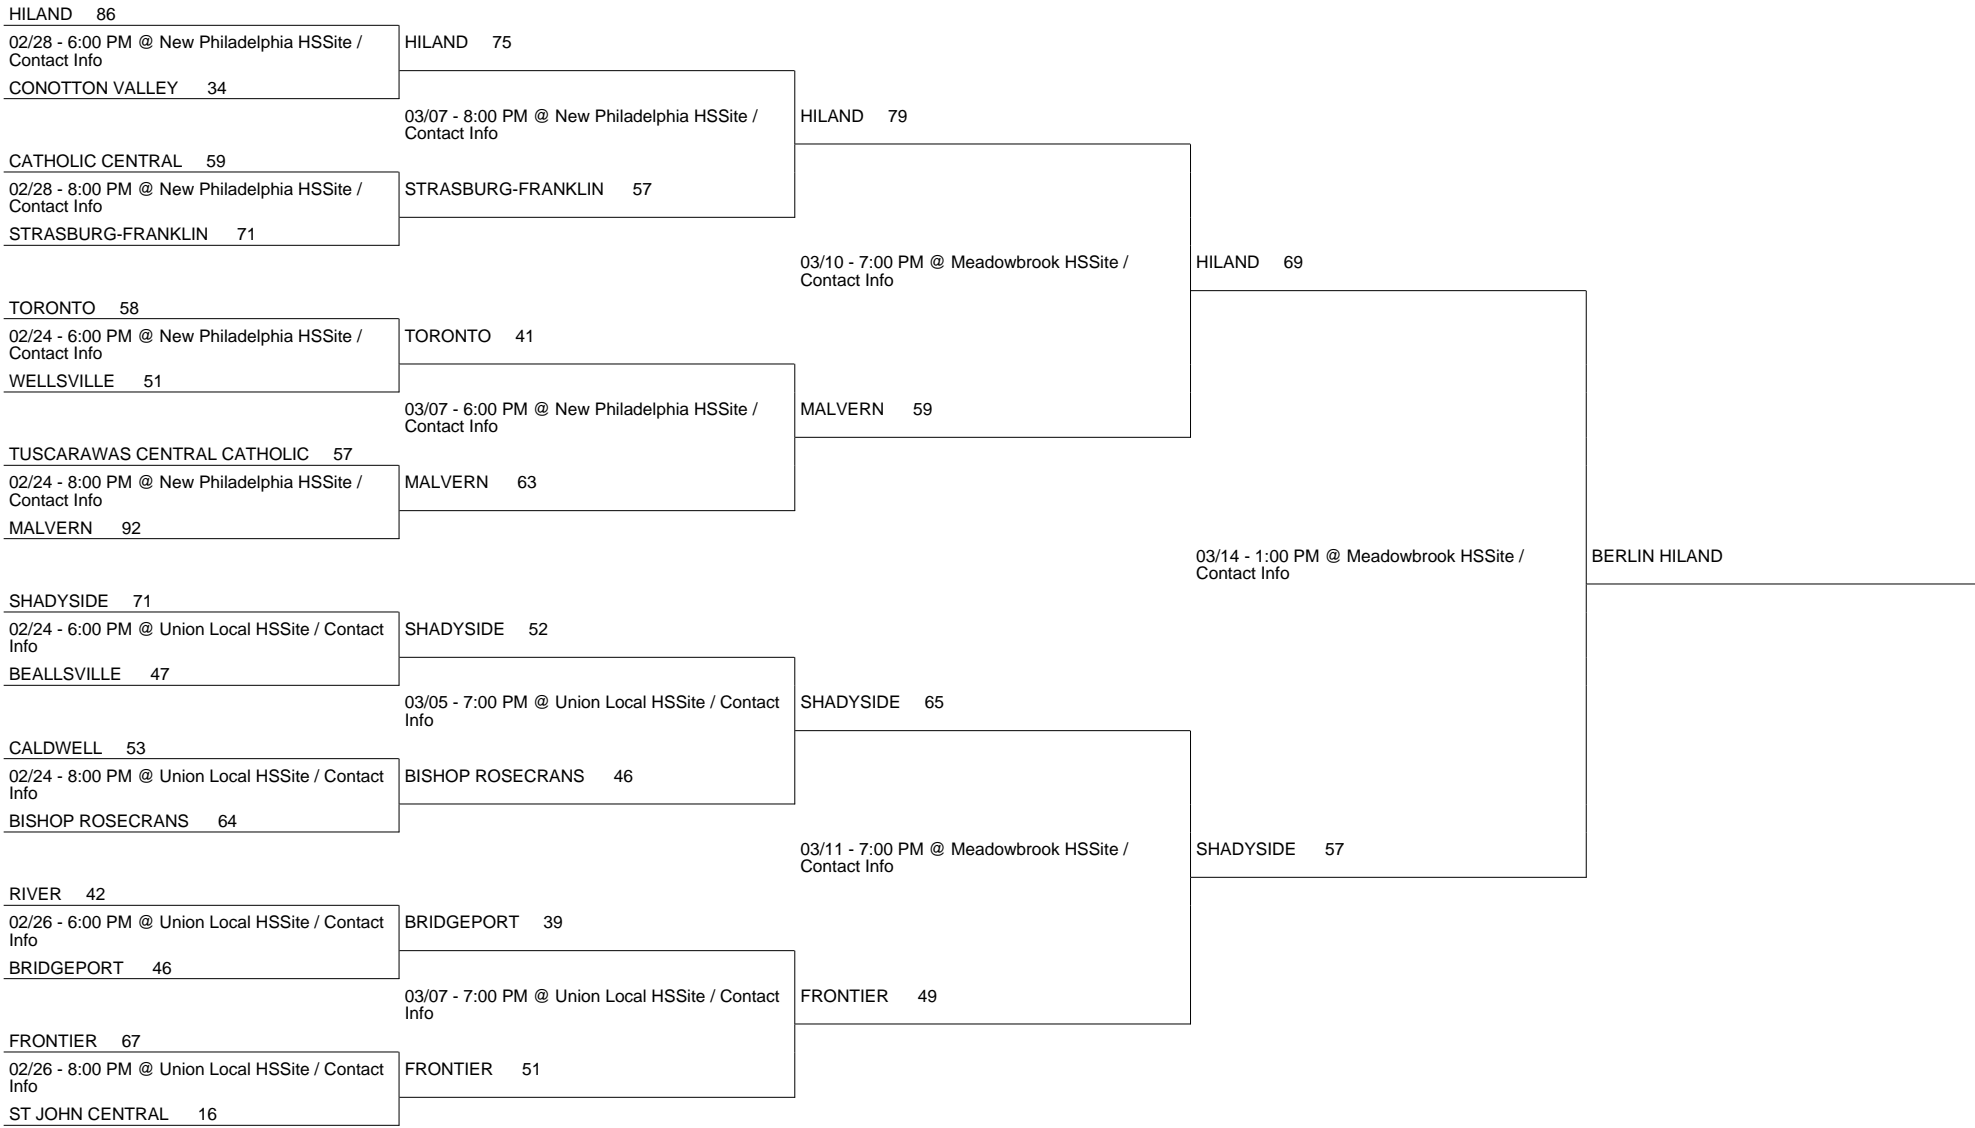 HILAND 86
02/28 - 6:00 PM @ New Philadelphia HSSite /
Contact Info
CONOTTON VALLEY 34
CATHOLIC CENTRAL 59
02/28 - 8:00 PM @ New Philadelphia HSSite /
Contact Info
STRASBURG-FRANKLIN 71
TORONTO 58
02/24 - 6:00 PM @ New Philadelphia HSSite /
Contact Info
WELLSVILLE 51
TUSCARAWAS CENTRAL CATHOLIC 57
02/24 - 8:00 PM @ New Philadelphia HSSite /
Contact Info
MALVERN 92
SHADYSIDE 71
02/24 - 6:00 PM @ Union Local HSSite / Contact
Info
BEALLSVILLE 47
CALDWELL 53
02/24 - 8:00 PM @ Union Local HSSite / Contact
Info
BISHOP ROSECRANS 64
RIVER 42
02/26 - 6:00 PM @ Union Local HSSite / Contact
Info
BRIDGEPORT 46
FRONTIER 67
02/26 - 8:00 PM @ Union Local HSSite / Contact
Info
ST JOHN CENTRAL 16
HILAND 75
03/07 - 8:00 PM @ New Philadelphia HSSite /
Contact Info
STRASBURG-FRANKLIN 57
TORONTO 41
03/07 - 6:00 PM @ New Philadelphia HSSite /
Contact Info
MALVERN 63
SHADYSIDE 52
03/05 - 7:00 PM @ Union Local HSSite / Contact
Info
BISHOP ROSECRANS 46
BRIDGEPORT 39
03/07 - 7:00 PM @ Union Local HSSite / Contact
Info
FRONTIER 51
HILAND 79
03/10 - 7:00 PM @ Meadowbrook HSSite /
Contact Info
MALVERN 59
SHADYSIDE 65
03/11 - 7:00 PM @ Meadowbrook HSSite /
Contact Info
FRONTIER 49
HILAND 69
03/14 - 1:00 PM @ Meadowbrook HSSite /
Contact Info
SHADYSIDE 57
BERLIN HILAND